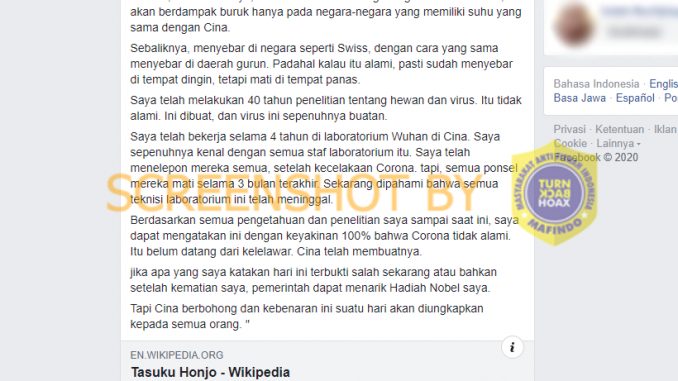 akan berdampak buruk hanya pada negara-negara yang memiliki suhu yang
sama dengan Cina.
Sebaliknya, menyebar di negara seperti Swiss, dengan cara yang sama
menyebar di daerah gurun. Padahal kalau itu alami, pasti sudah menyebar
di tempat dingin, tetapi mati di tempat panas.
Saya telah melakukan 40 tahun penelitian tentang hewan dan virus. Itu tidak
alami. Ini dibuat, dan virus ini sepenuhnya buatan.
Saya telah bekerja selama 4 tahun di laboratorium Wuhan di Cina. Saya
sepenuhnya kenal dengan semua staf laboratorium itu. Saya telah
menelepon mereka semua, setelah kecelakaan Corona. tapi, semua ponsel
mereka mati selama 3 bulan terakhir. Sekarang dipahami bahwa semua
teknisi laboratorium ini telah meninggal.
Berdasarkan semua pengetahuan dan penelitian saya sampai saat ini, saya
dapat mengatakan ini dengan keyakinan 100% bahwa Corona tidak alami.
Itu belum datang dari kelelawar. Cina telah membuatnya.
jika apa yang saya katakan hari ini terbukti salah sekarang atau bahkan
setelah kematian saya, pemerintah dapat menarik Hadiah Nobel saya.
Tapi Cina berbohong dan kebenaran ini suatu hari akan diungkapkan
kepada semua orang. "
EN.WIKIPEDIA.ORG
Tasuku Honjo - Wikipedia
SCREENSHOT BY
MASYARAKAT ANTI FITNAH INDONESIA
TURN
BACK
HOAX
MAFINDO
Bahasa Indonesia · English
Basa Jawa · Español ·
Privasi · Ketentuan · Iklan
Cookie · Lainnya
Facebook © 2020